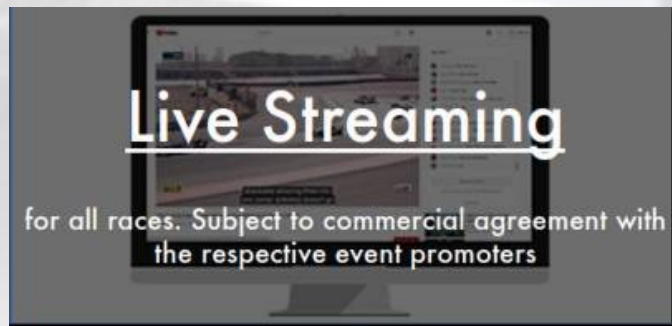 Live Streaming
for all races. Subject to commercial agreement with
the respective event promoters